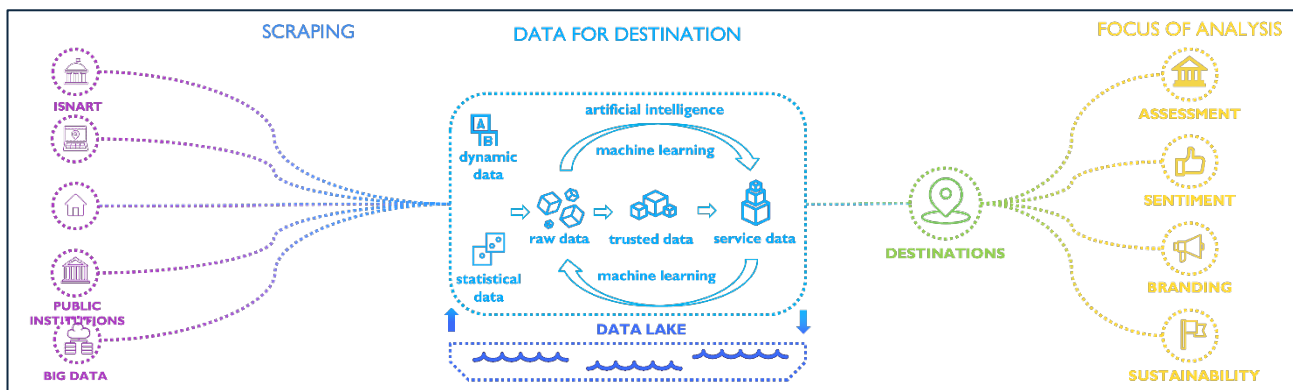 SCRAPING
DATA FOR DESTINATION
FOCUS OF ANALYSIS
ISNART
PUBLIC
INSTITUTIONS
BIG DATA
artificial intelligence
machine learning
A
B
dynamic
data
raw data
trusted data
service data
statistical
data
machine learning
DATA LAKE
DESTINATIONS
ASSESSMENT
SENTIMENT
BRANDING
SUSTAINABILITY